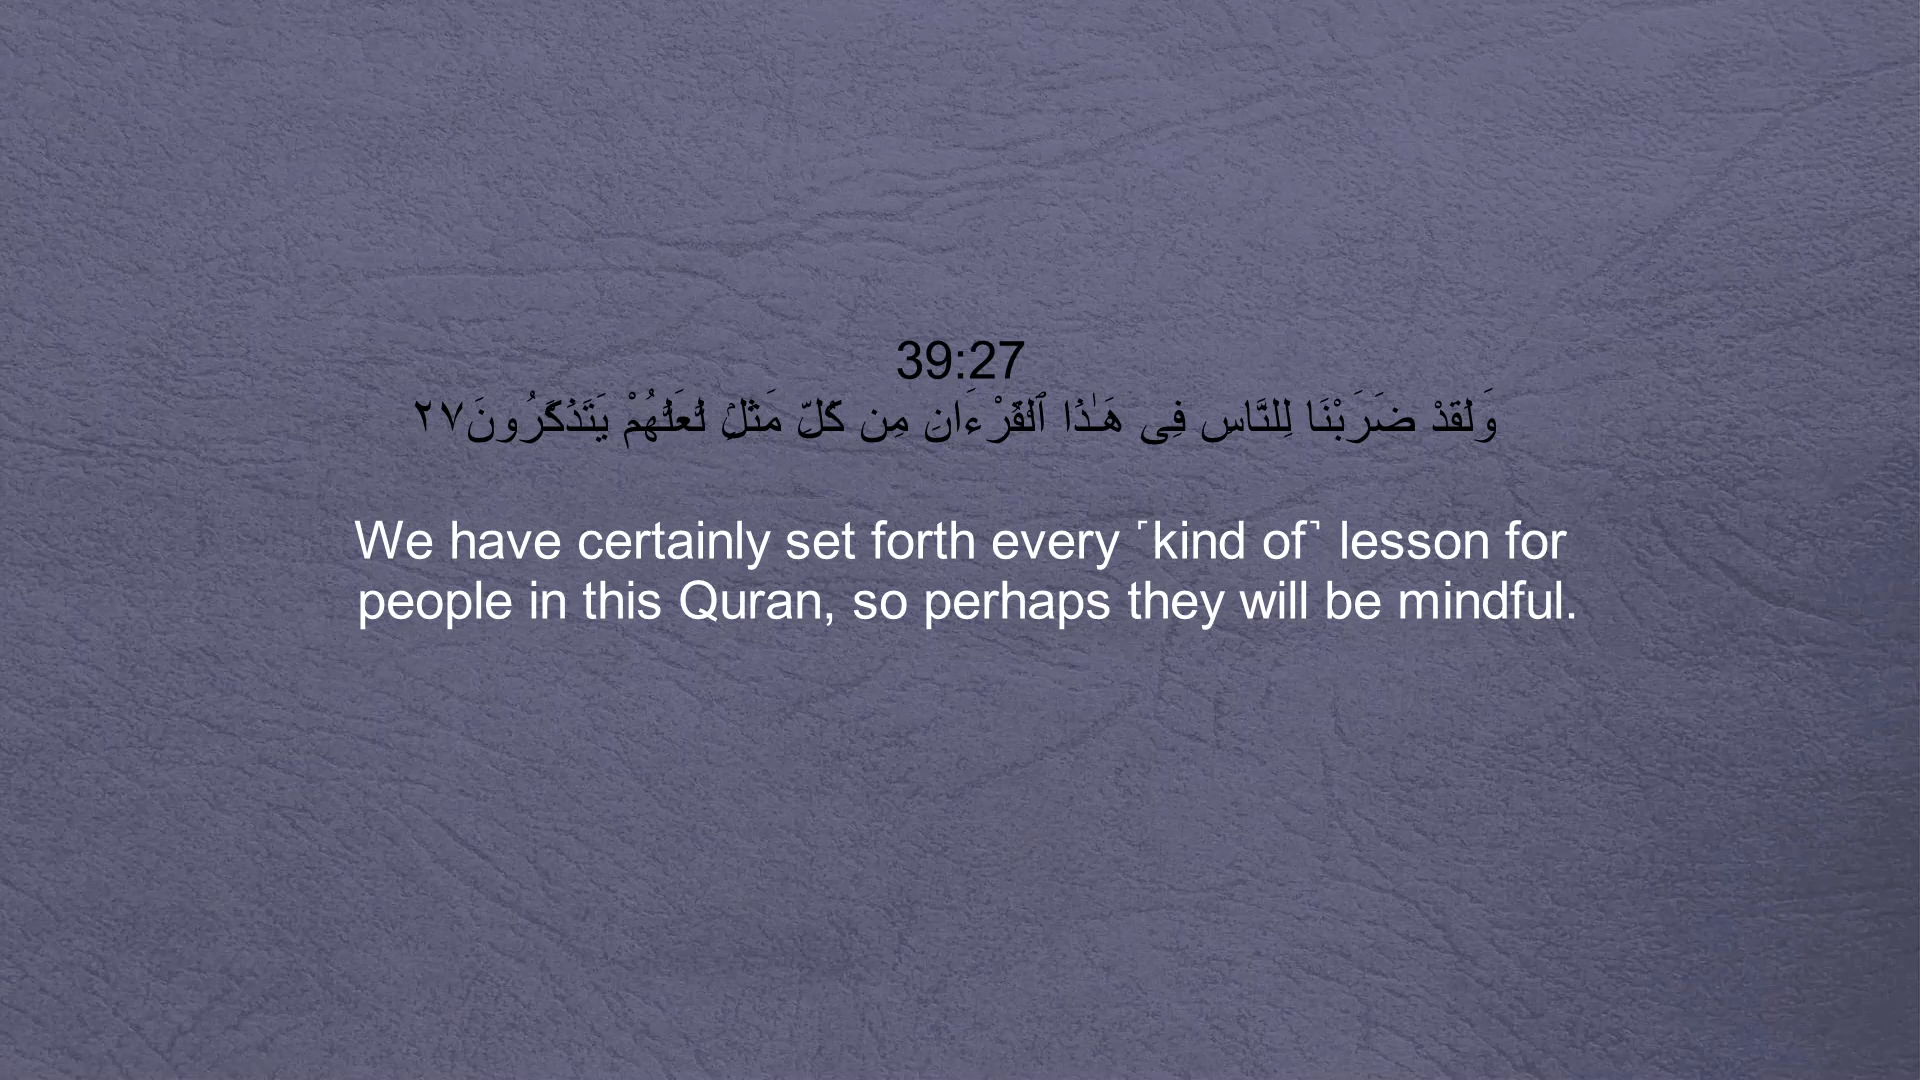 39:27
وَلَقَدْ ضَرَبْنَا لِلنَّاسِ فِى هَـٰذَا ٱلْقُرْءَانِ مِن كُلِّ مَثَلٍۢ لَّعَلَّهُمْ يَتَذَكَّرُونَ٢٧
We have certainly set forth every ˹kind of˺ lesson for
people in this Quran, so perhaps they will be mindful.